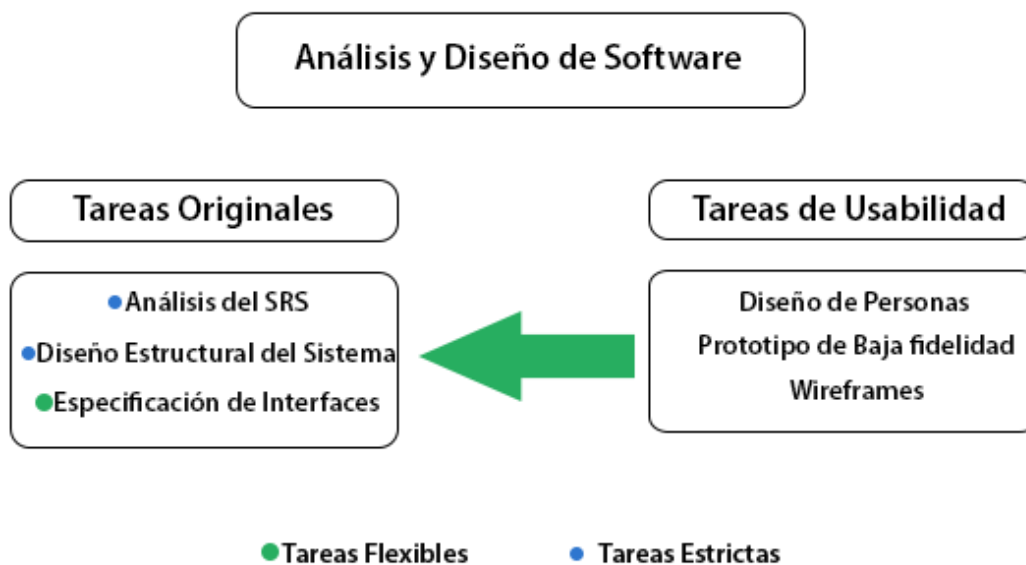 Análisis y Diseño de Software
Tareas Originales
Análisis del SRS
Diseño Estructural del Sistema
Especificación de Interfaces
Tareas de Usabilidad
Diseño de Personas
Prototipo de Baja fidelidad
Wireframes
Tareas Flexibles
Tareas Estrictas